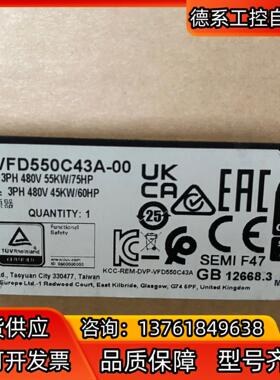 德系工控自
VFD550C43A-00
3PH 480V 55KW/75HP
: 3PH 480V 45KW/60HP
QUANTITY: 1
TÜVRheinland
UK
CA
EAC
25
SEMI F47
KCC-REM-DVP-VFD550C43A
GB 12668.3
d., Taoyuan City 330477, Taiwan
Europe Ltd., 1 Redwood Court, East Kilbride, Glasgow, G74 5PF, United Kingdom
货供应
咨询: 13761849638
可开发票 品质保障 型号齐